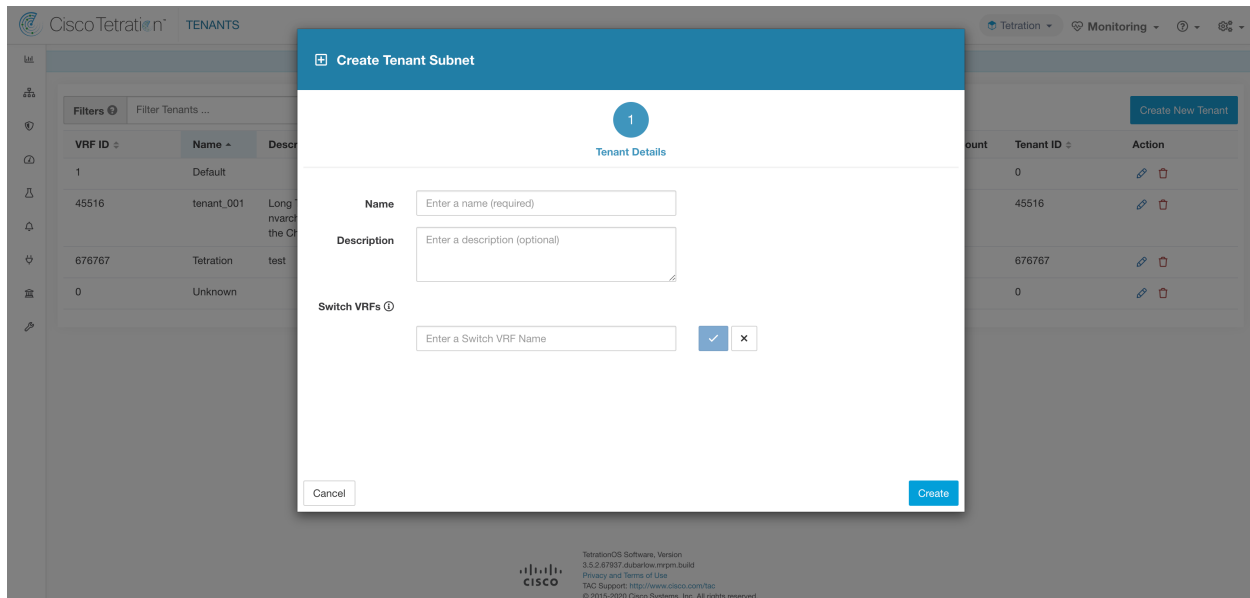 Cisco Tetration™ TENANTS
Tetration
Monitoring
Create Tenant Subnet
Filters
Filter Tenants ...
Create New Tenant
1
Tenant Details
VRF ID
Name
Descr
ount
Tenant ID
Action
1
Default
0
45516
tenant_001
Long
nvarch
the Ch
45516
676767
Tetration
test
676767
0
Unknown
0
Name
Enter a name (required)
Description
Enter a description (optional)
Switch VRFs
Enter a Switch VRF Name
Cancel
Create
CISCO
TetrationOS Software, Version
3.5.2.67937.dubarlow.mrpm.build
Privacy and Terms of Use
TAC Support: http://www.cisco.com/tac
© 2015-2020 Cisco Systems, Inc. All rights reserved.